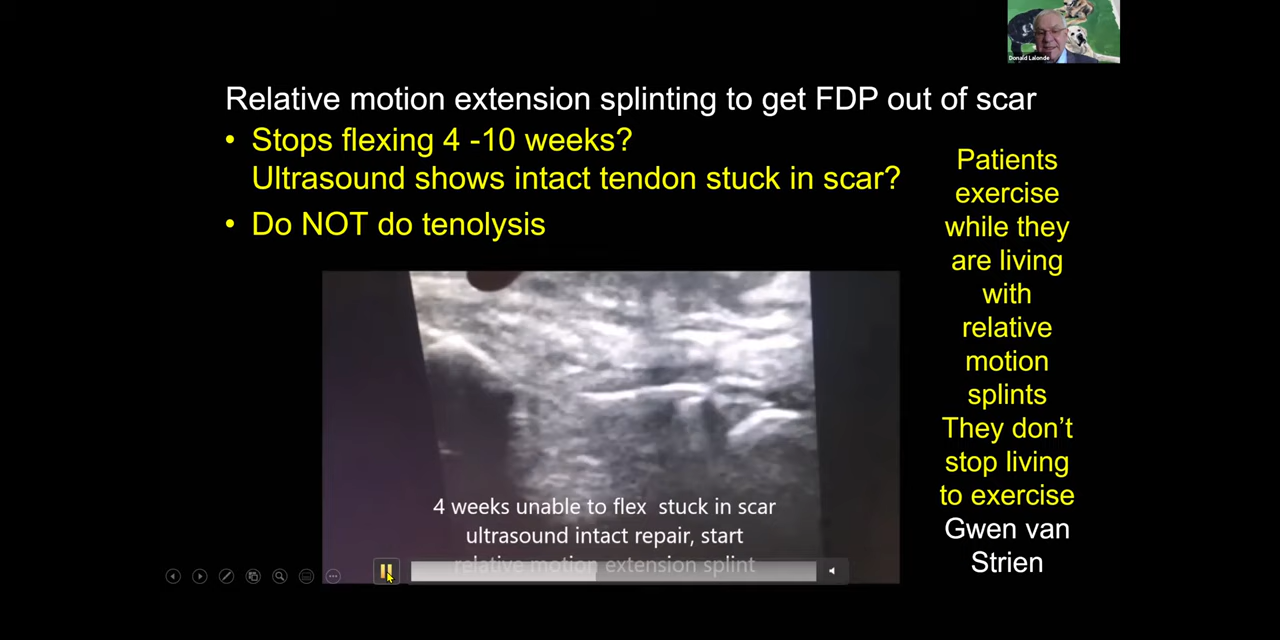 Donald Lalonde
Relative motion extension splinting to get FDP out of scar
• Stops flexing 4 -10 weeks?
Ultrasound shows intact tendon stuck in scar?
• Do NOT do tenolysis
4 weeks unable to flex stuck in scar
ultrasound intact repair, start
relative motion extension splint
Patients
exercise
while they
are living
with
relative
motion
splints
They don’t
stop living
to exercise
Gwen van
Strien